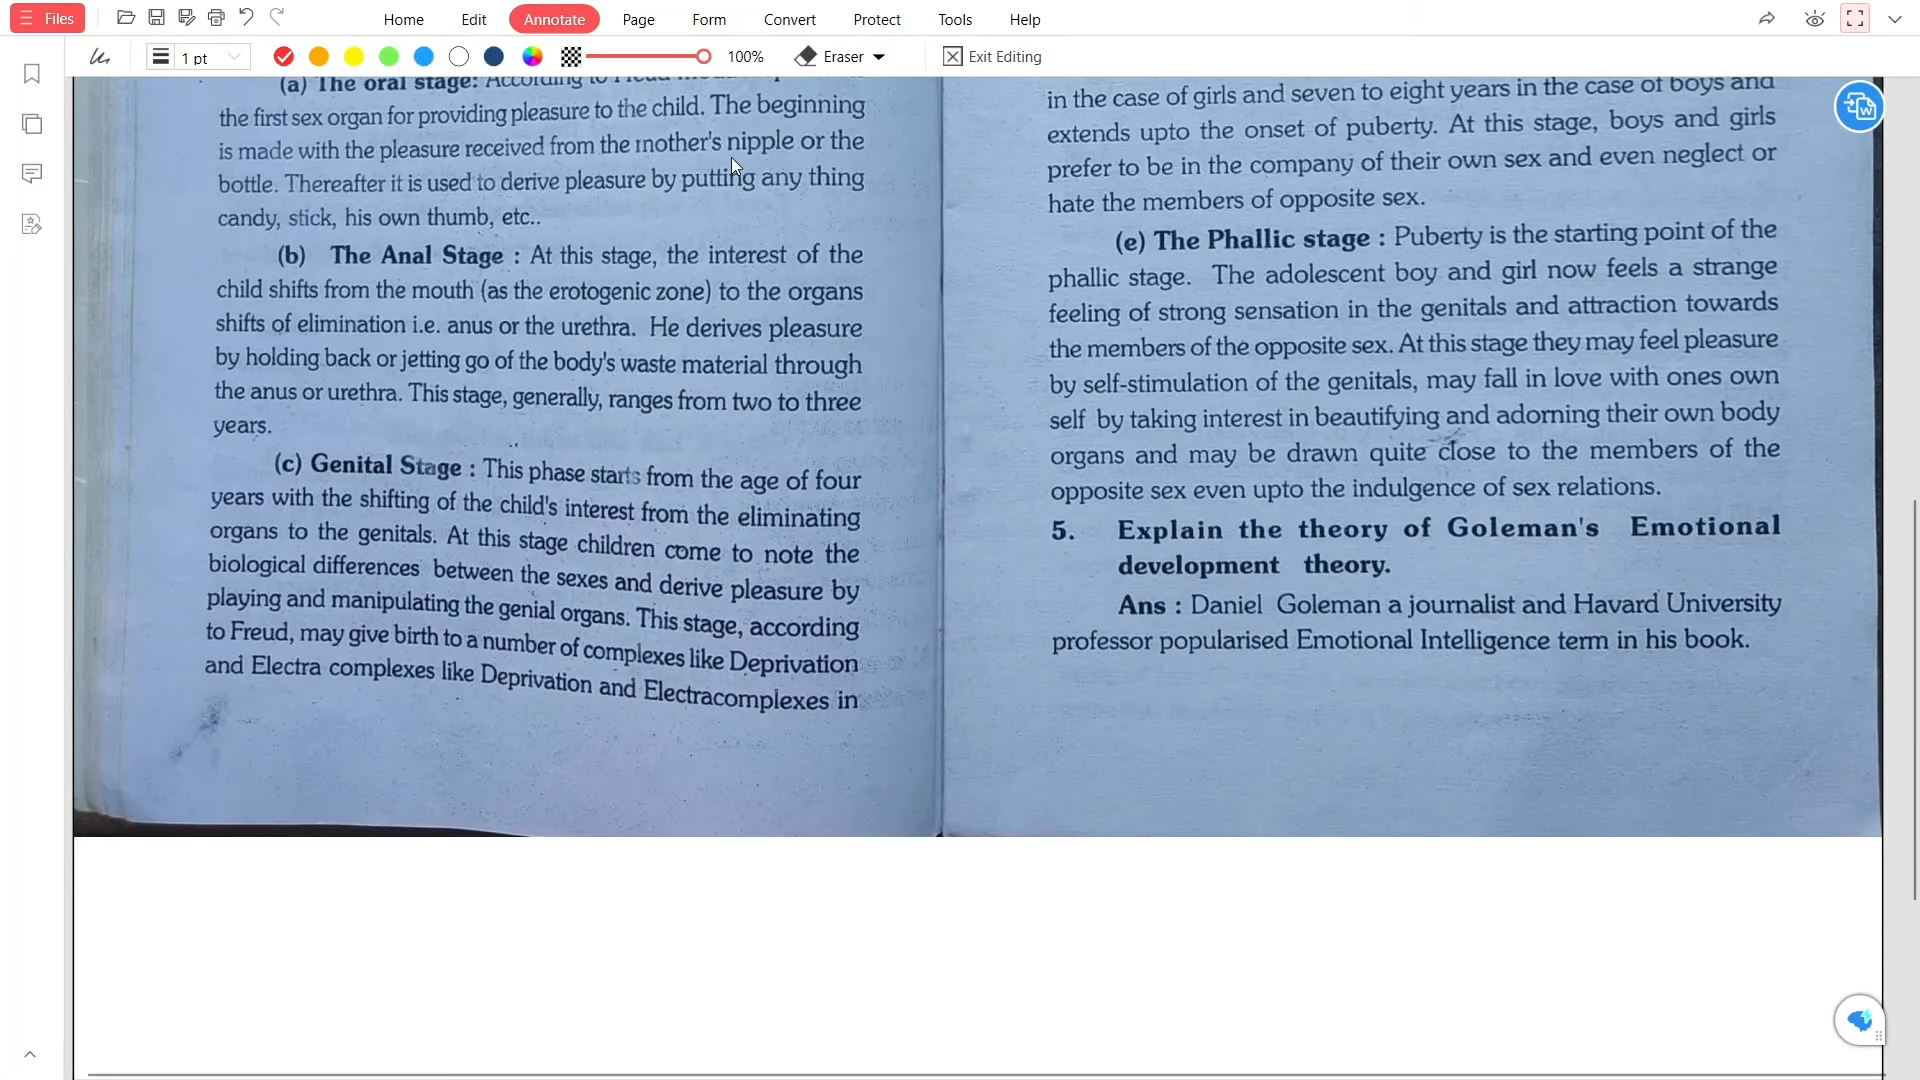 Files
Home
Edit
Annotate
Page
Form
Convert
Protect
Tools
Help
1 pt
100%
Eraser
Exit Editing
(a) The oral stage: According to Freud
the first sex organ for providing pleasure to the child. The beginning
is made with the pleasure received from the mother's nipple or the
bottle. Thereafter it is used to derive pleasure by putting any thing
candy, stick, his own thumb, etc..
(b) The Anal Stage : At this stage, the interest of the
child shifts from the mouth (as the erotogenic zone) to the organs
shifts of elimination i.e. anus or the urethra. He derives pleasure
by holding back or jetting go of the body's waste material through
the anus or urethra. This stage, generally, ranges from two to three
years.
(c) Genital Stage : This phase starts from the age of four
years with the shifting of the child's interest from the eliminating
organs to the genitals. At this stage children come to note the
biological differences between the sexes and derive pleasure by
playing and manipulating the genial organs. This stage, according
to Freud, may give birth to a number of complexes like Deprivation
and Electra complexes like Deprivation and Electracomplexes in
in the case of girls and seven to eight years in the case of boys and
extends upto the onset of puberty. At this stage, boys and girls
prefer to be in the company of their own sex and even neglect or
hate the members of opposite sex.
(e) The Phallic stage : Puberty is the starting point of the
phallic stage. The adolescent boy and girl now feels a strange
feeling of strong sensation in the genitals and attraction towards
the members of the opposite sex. At this stage they may feel pleasure
by self-stimulation of the genitals, may fall in love with ones own
self by taking interest in beautifying and adorning their own body
organs and may be drawn quite close to the members of the
opposite sex even upto the indulgence of sex relations.
5. Explain the theory of Goleman's Emotional
development theory.
Ans : Daniel Goleman a journalist and Havard University
professor popularised Emotional Intelligence term in his book.